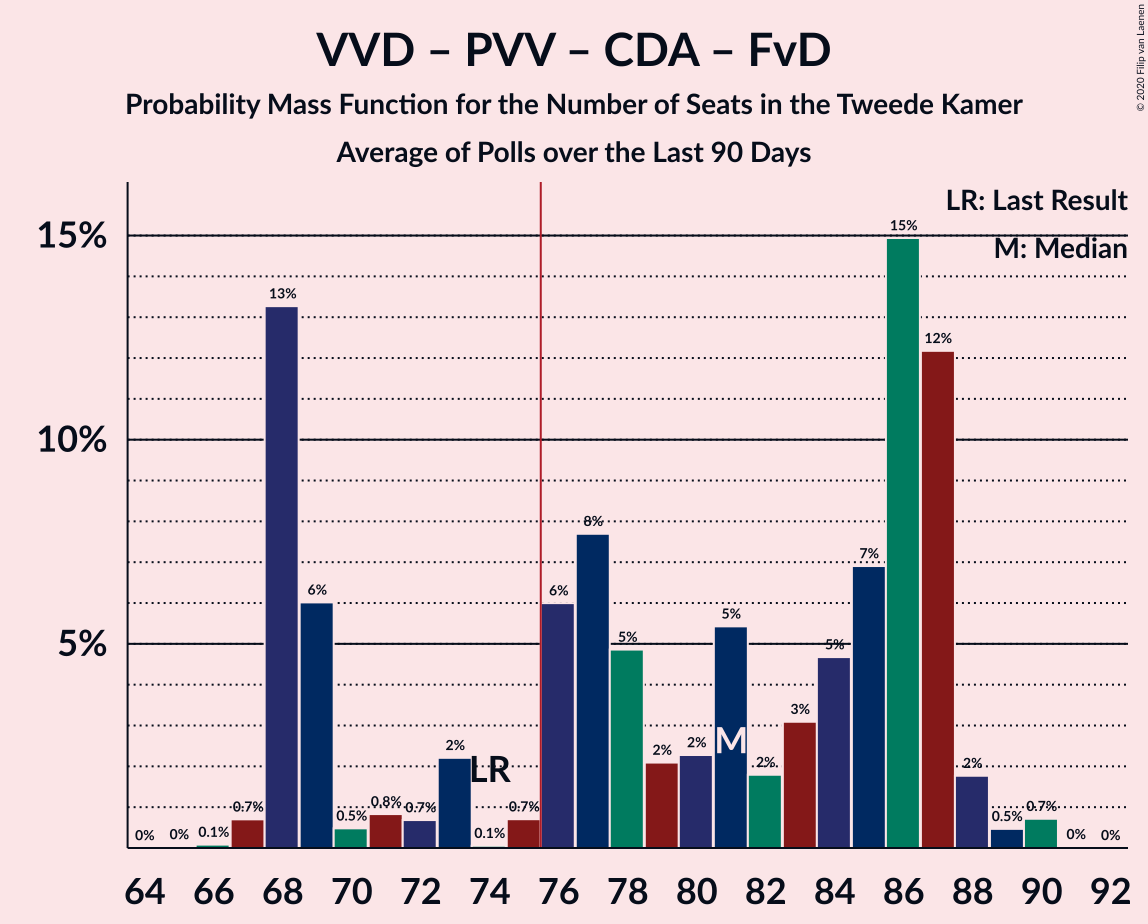 VVD – PVV – CDA – FvD
Probability Mass Function for the Number of Seats in the Tweede Kamer
Average of Polls over the Last 90 Days
© 2020 Filip van Laenen
LR: Last Result
M: Median
15%
10%
5%
0% 0% 0.1% 0.7% 13% 6% 0.5% 0.8% 0.7% 2% 0.1% 0.7% 6% 8% 5% 2% 2% 5% 2% 3% 5% 7% 15% 12% 2% 0.5% 0.7% 0% 0%
LR
M
64 66 68 70 72 74 76 78 80 82 84 86 88 90 92